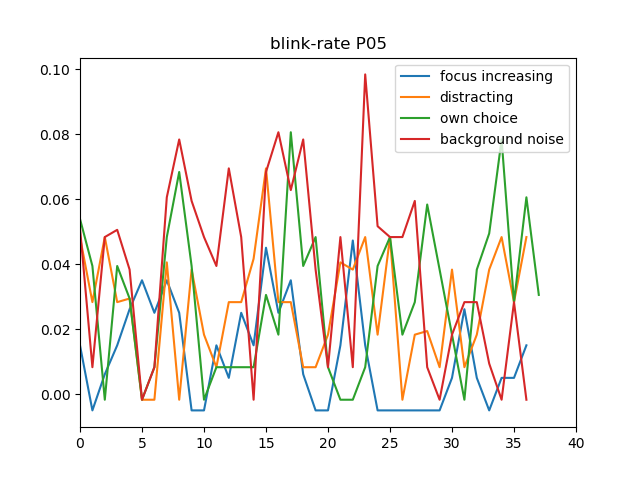 blink-rate P05
focus increasing
distracting
own choice
background noise
0.10
0.08
0.06
0.04
0.02
0.00
0 5 10 15 20 25 30 35 40